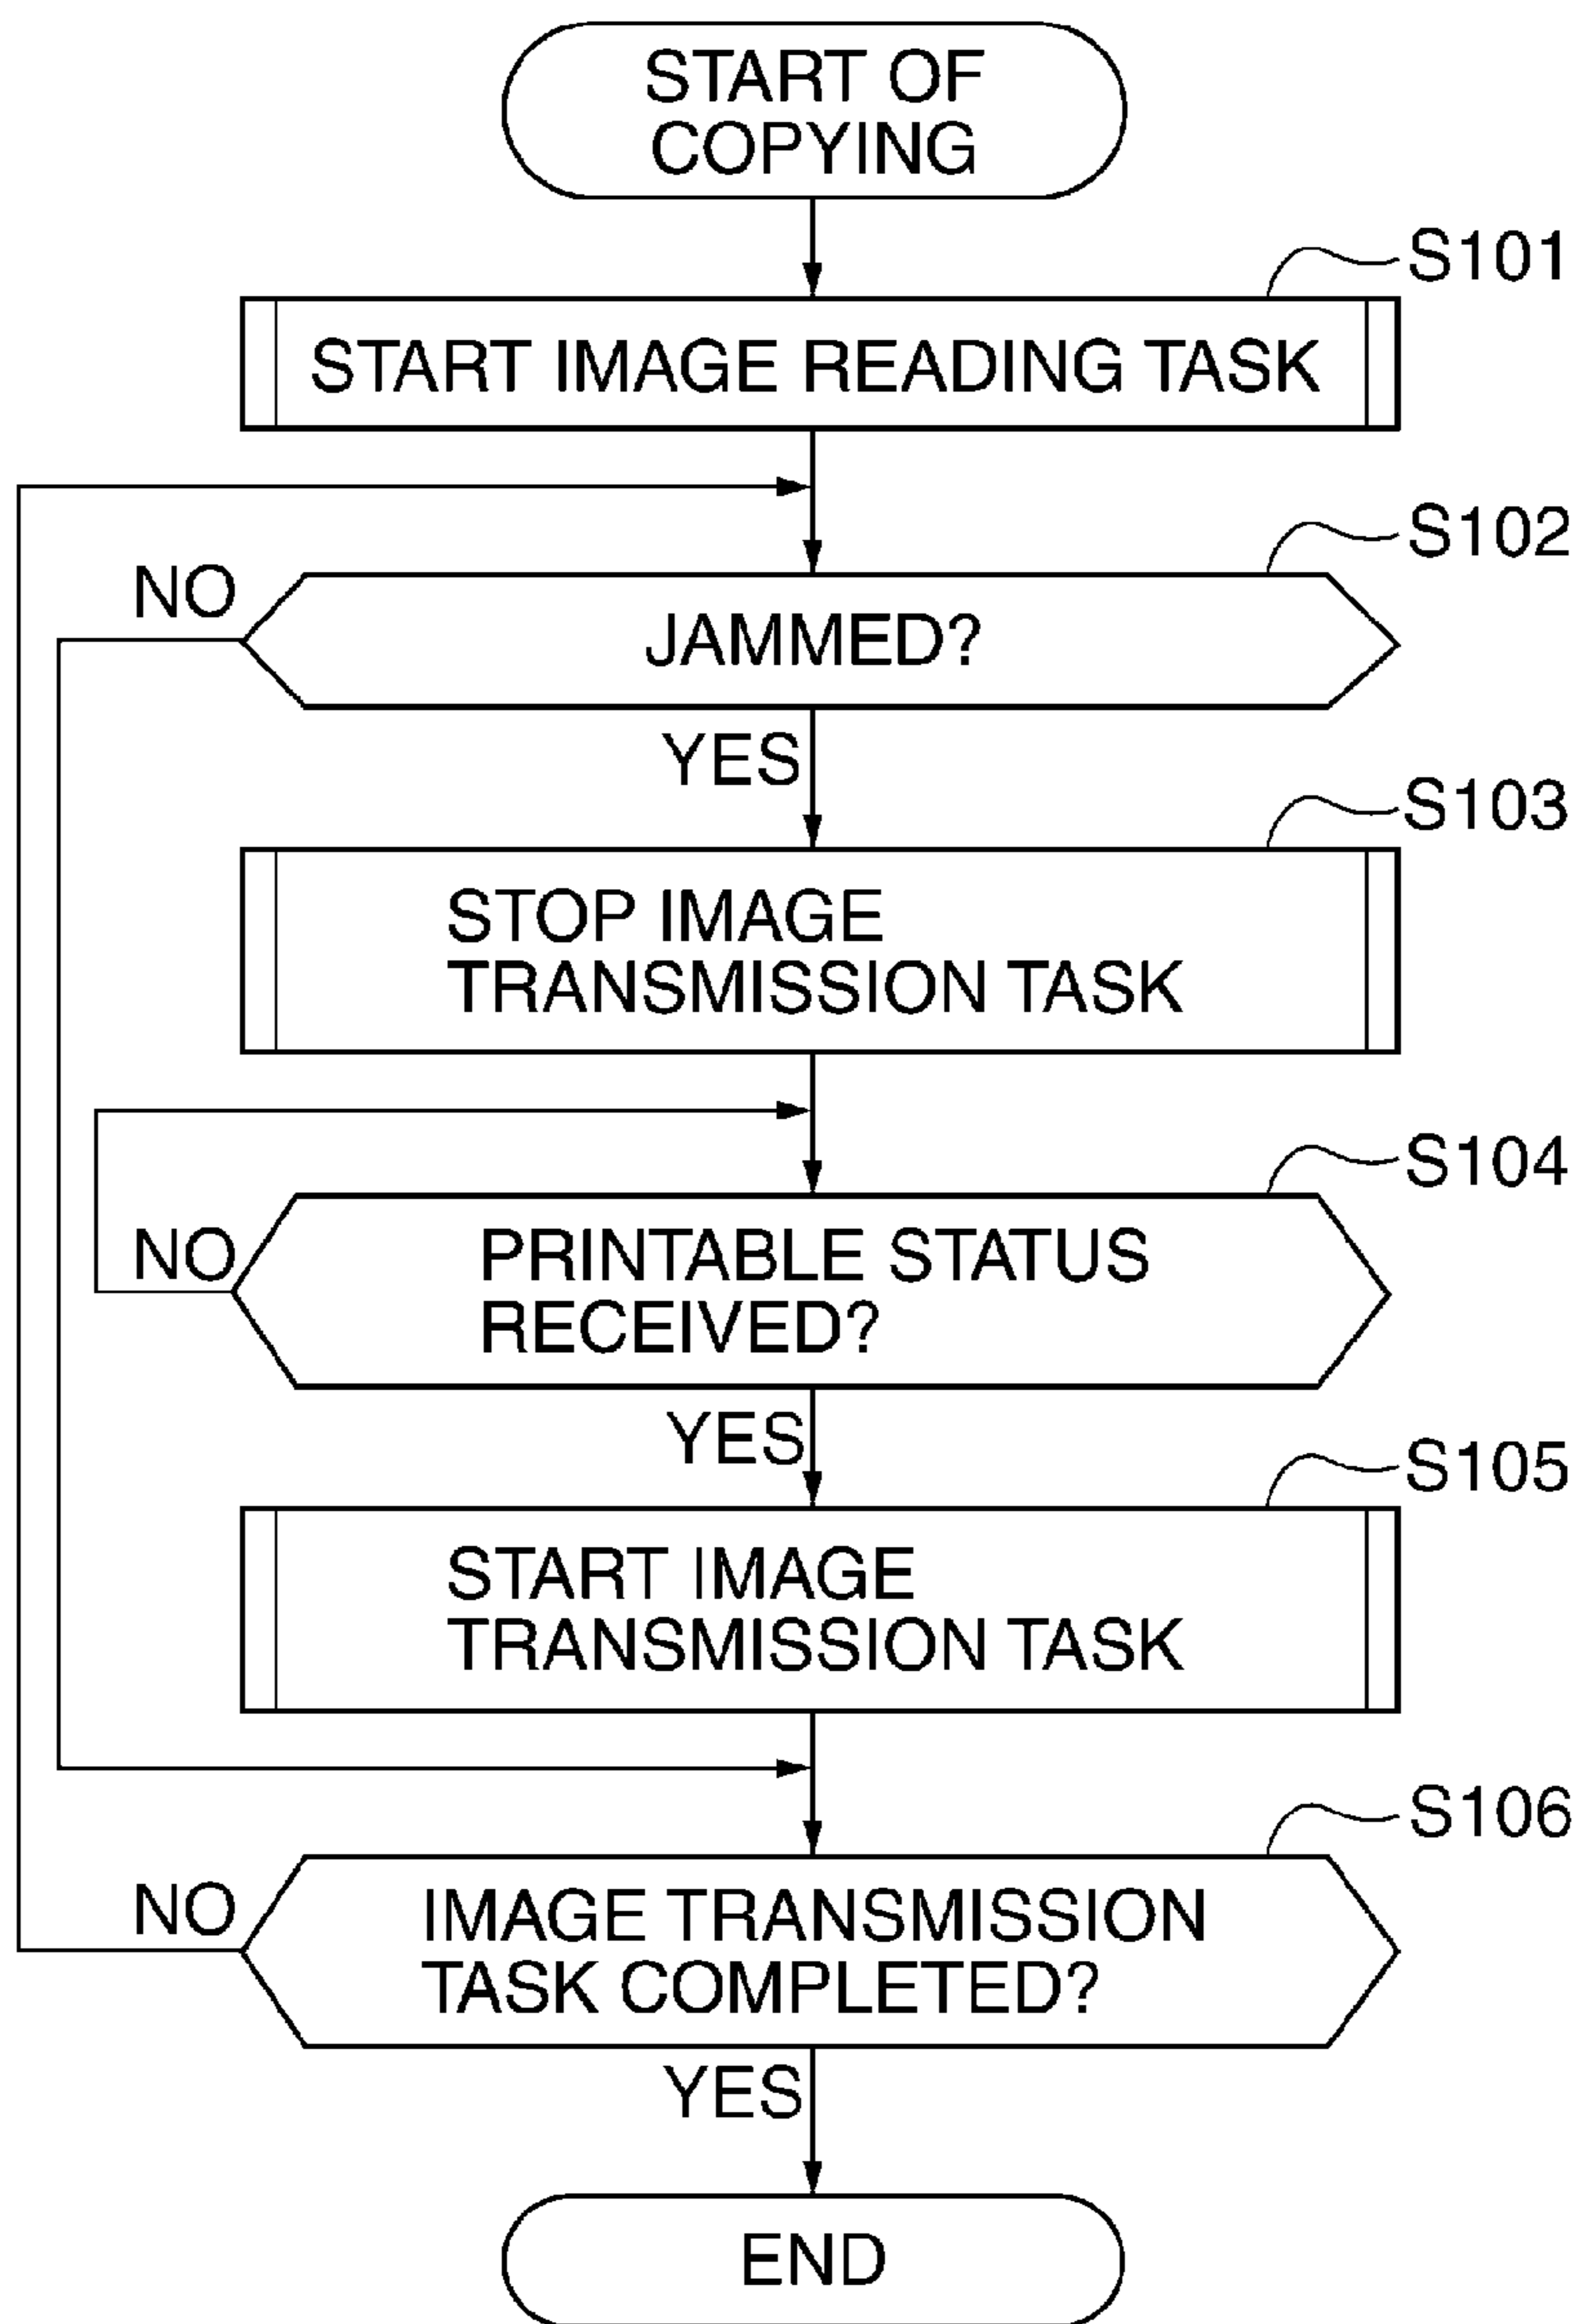 START OF
COPYING
S101
START IMAGE READING TASK
S102
NO
JAMMED?
YES
S103
STOP IMAGE
TRANSMISSION TASK
S104
NO
PRINTABLE STATUS
RECEIVED?
YES
S105
START IMAGE
TRANSMISSION TASK
S106
NO
IMAGE TRANSMISSION
TASK COMPLETED?
YES
END